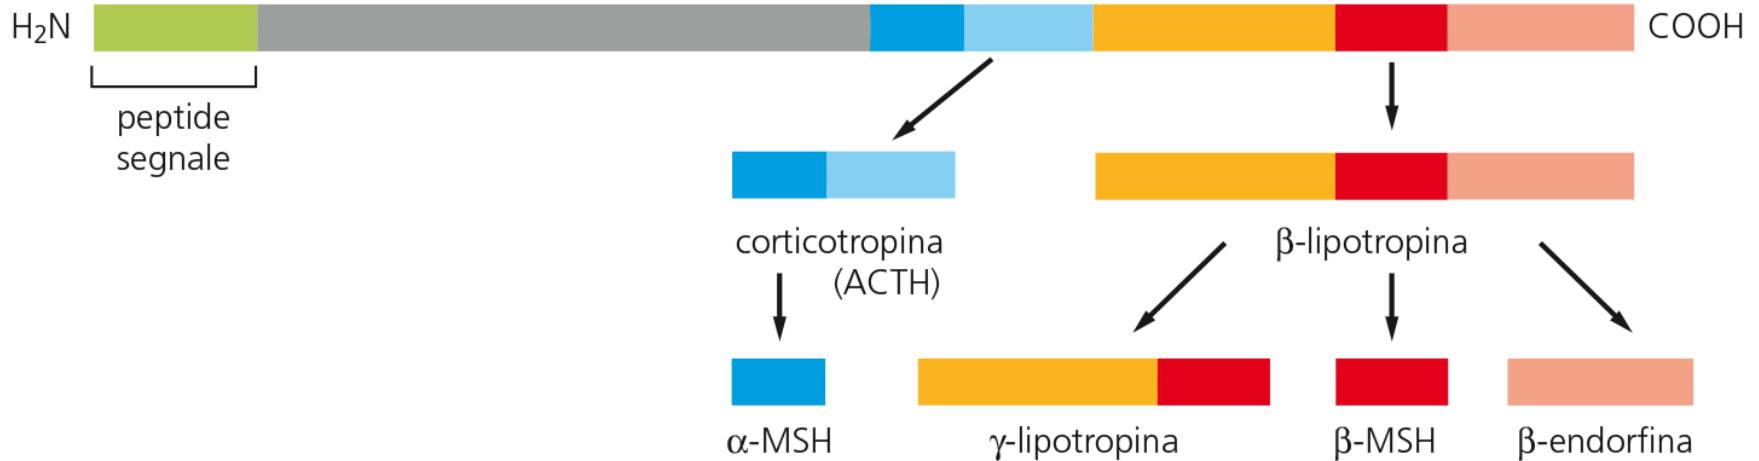 H₂N
COOH
peptide
segnale
corticotropina
(ACTH)
β-lipotropina
α-MSH
γ-lipotropina
β-MSH
β-endorfina